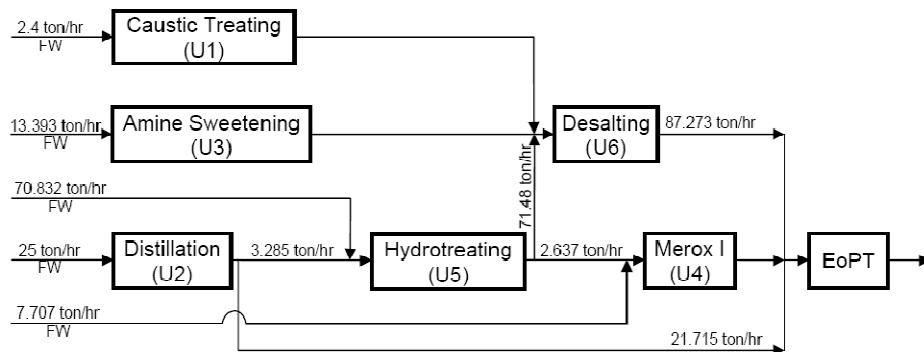 2.4 ton/hr
FW
Caustic Treating
(U1)
13.393 ton/hr
FW
Amine Sweetening
(U3)
71.48 ton/hr
Desalting
(U6)
87.273 ton/hr
70.832 ton/hr
FW
25 ton/hr
FW
Distillation
(U2)
3.285 ton/hr
Hydrotreating
(U5)
2.637 ton/hr
Merox I
(U4)
EoPT
7.707 ton/hr
FW
21.715 ton/hr